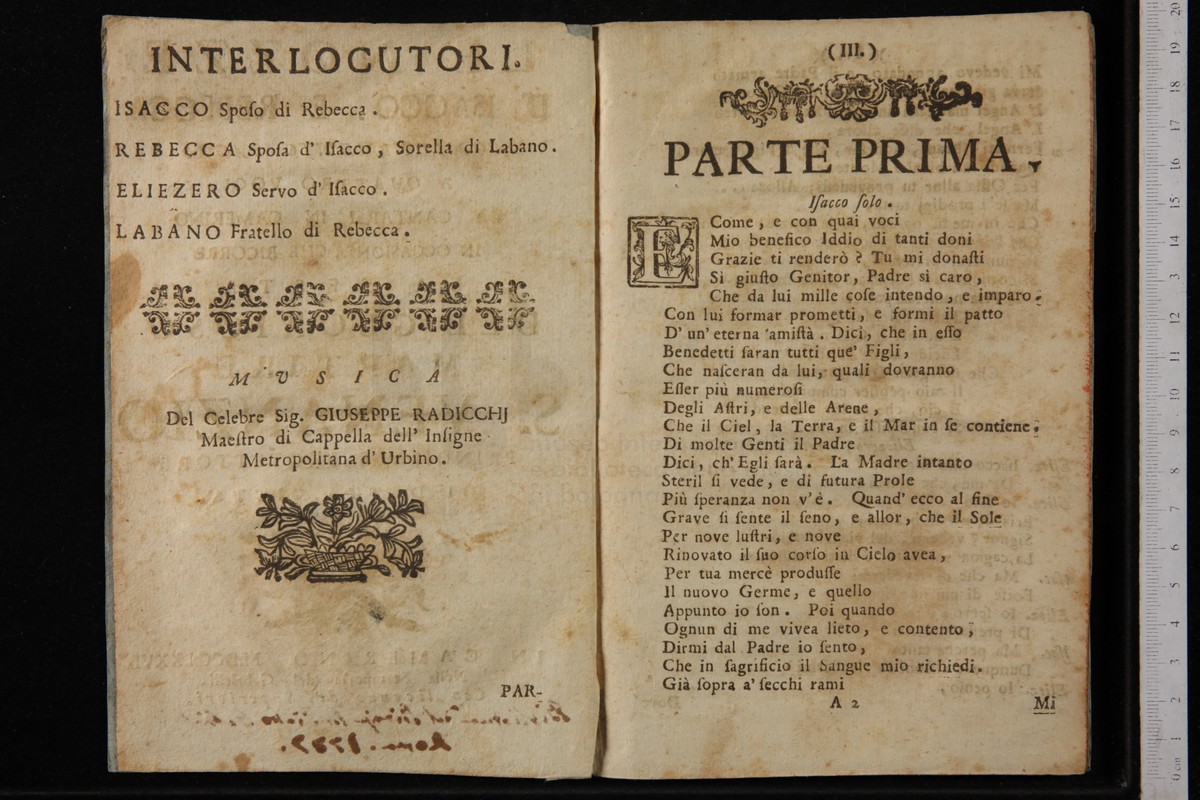 INTERLOCUTORI.
ISACCO Spoſo di Rebecca.
REBECCA Spoſa d' Iſacco, Sorella di Labano.
ELIEZERO Servo d' Iſacco.
LABANO Fratello di Rebecca.
MVSICA
Del Celebre Sig. GIUSEPPE RADICCHJ
Maeſtro di Cappella dell' Inſigne
Metropolitana d' Urbino.
PAR-
(III.)
PARTE PRIMA.
Iſacco ſolo.
E Come, e con quai voci
Mio benefico Iddio di tanti doni
Grazie ti renderò? Tu mi donaſti
Si giuſto Genitor, Padre sì caro,
Che da lui mille coſe intendo, e imparo.
Con lui formar prometti, e formi il patto
D' un' eterna amiſtà. Dici, che in eſſo
Benedetti ſaran tutti que' Figli,
Che naſceran da lui, quali dovranno
Eſſer più numeroſi
Degli Aſtri, e delle Arene,
Che il Ciel, la Terra, e il Mar in ſe contiene.
Di molte Genti il Padre
Dici, ch' Egli ſarà. La Madre intanto
Steril ſi vede, e di futura Prole
Più ſperanza non v'è. Quand' ecco al fine
Grave ſi ſente il ſeno, e allor, che il Sole
Per nove luſtri, e nove
Rinovato il ſuo corſo in Cielo avea,
Per tua mercè produſſe
Il nuovo Germe, e quello
Appunto io ſon. Poi quando
Ognun di me vivea lieto, e contento,
Dirmi dal Padre io ſento,
Che in ſagrificio il Sangue mio richiedi.
Già ſopra a' ſecchi rami
A 2
Mi